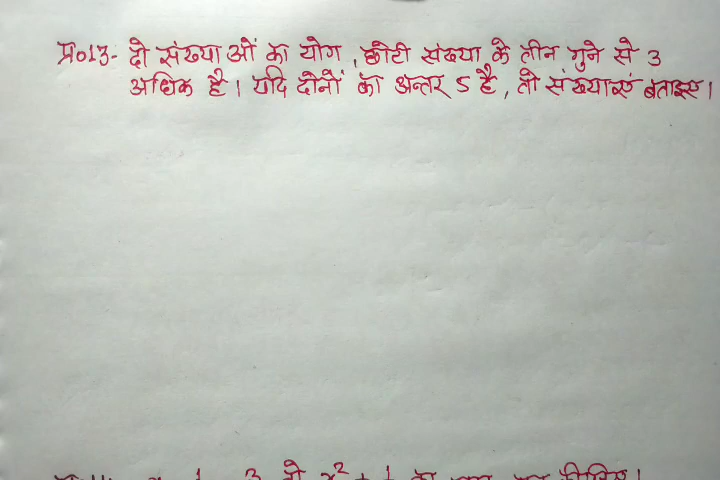 प्र०13- दो संख्याओं का योग, छोटी संख्या के तीन गुने से 3
अधिक है। यदि दोनों का अन्तर 5 है, तो संख्याएं बताइए।